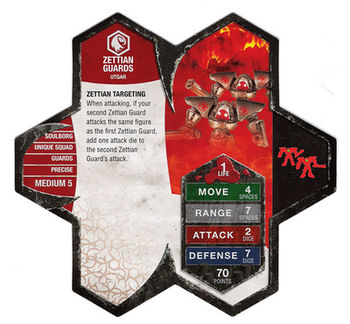 ZETTIAN
GUARDS
UTGAR
ZETTIAN TARGETING
When attacking, if your
second Zettian Guard
attacks the same figure
as the first Zettian Guard,
add one attack die to
the second Zettian
Guard's attack.
SOULBORG
UNIQUE SQUAD
GUARDS
PRECISE
MEDIUM 5
1
LIFE
MOVE 4 SPACES
RANGE 7 SPACES
ATTACK 2 DICE
DEFENSE 7 DICE
70
POINTS